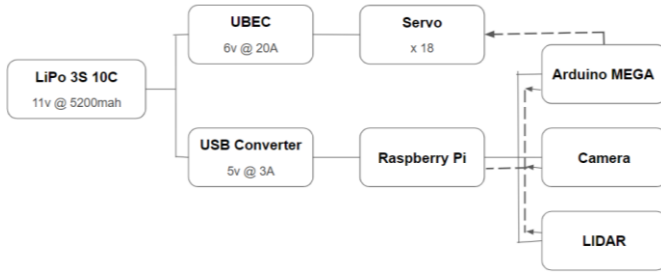 LiPo 3S 10C
11v @ 5200mah
UBEC
6v @ 20A
Servo
x 18
USB Converter
5v @ 3A
Raspberry Pi
Arduino MEGA
Camera
LIDAR